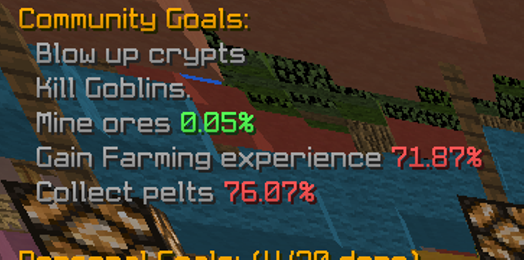 Community Goals:
Blow up crypts
Kill Goblins.
Mine ores 0.05%
Gain Farming experience 71.87%
Collect pelts 76.07%